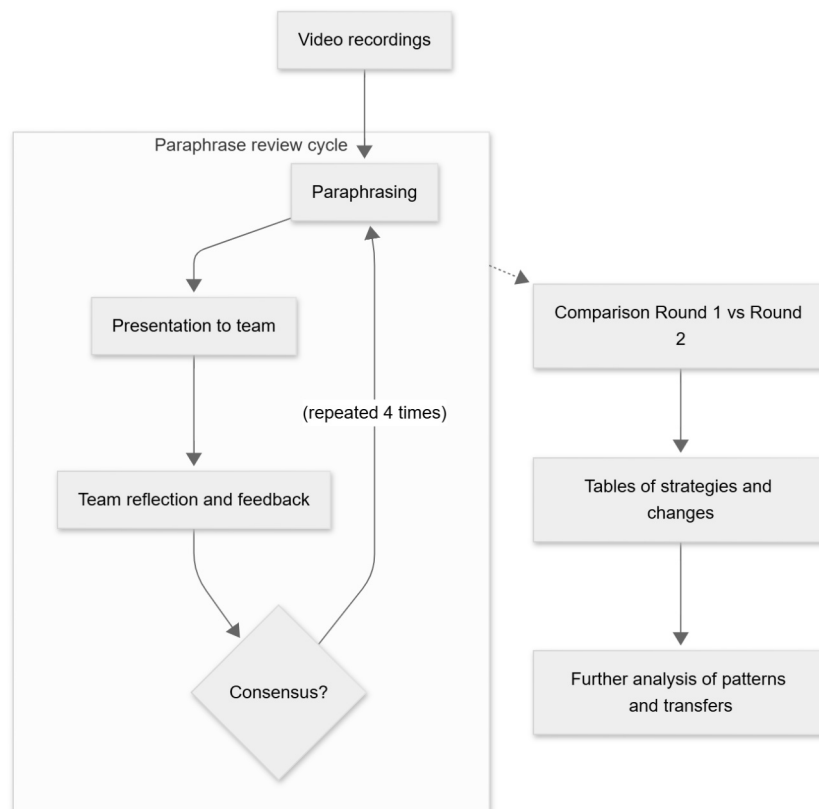 Video recordings
Paraphrase review cycle
Paraphrasing
Presentation to team
(repeated 4 times)
Team reflection and feedback
Consensus?
Comparison Round 1 vs Round
2
Tables of strategies and
changes
Further analysis of patterns
and transfers